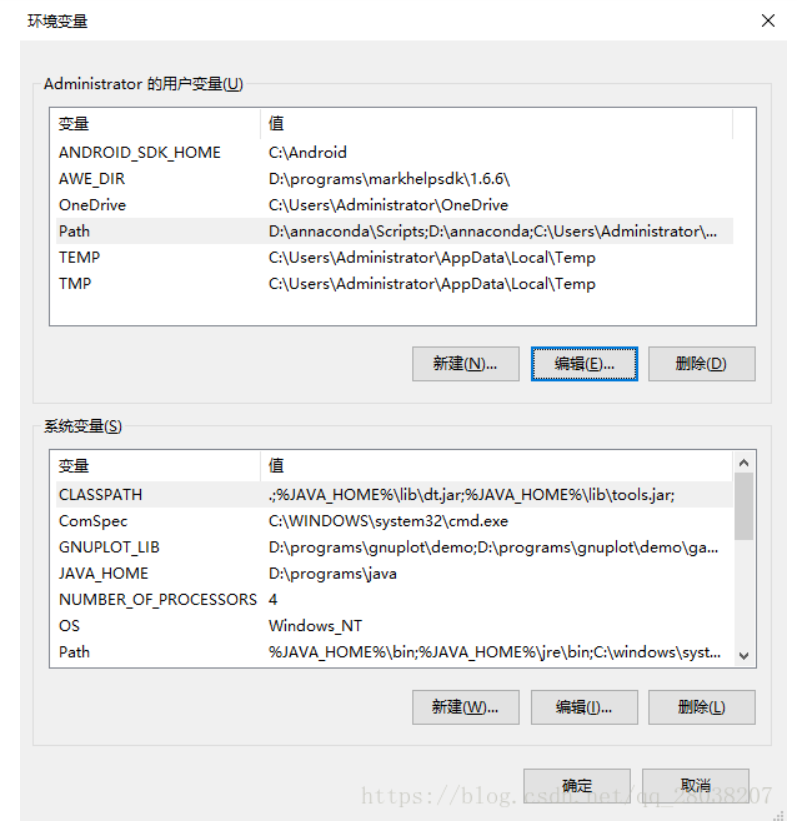 环境变量
Administrator 的用户变量(U)
变量 值
ANDROID_SDK_HOME C:\Android
AWE_DIR D:\programs\markhelpsdk\1.6.6\
OneDrive C:\Users\Administrator\OneDrive
Path D:\annaconda\Scripts;D:\annaconda;C:\Users\Administrator\...
TEMP C:\Users\Administrator\AppData\Local\Temp
TMP C:\Users\Administrator\AppData\Local\Temp
新建(N)... 编辑(E)... 删除(D)
系统变量(S)
变量 值
CLASSPATH .;%JAVA_HOME%\lib\dt.jar;%JAVA_HOME%\lib\tools.jar;
ComSpec C:\WINDOWS\system32\cmd.exe
GNUPLOT_LIB D:\programs\gnuplot\demo;D:\programs\gnuplot\demo\ga...
JAVA_HOME D:\programs\java
NUMBER_OF_PROCESSORS 4
OS Windows_NT
Path %JAVA_HOME%\bin;%JAVA_HOME%\jre\bin;C:\windows\syst...
新建(W)... 编辑(I)... 删除(L)
确定 取消
https://blog.csdn.net/qq_28038207